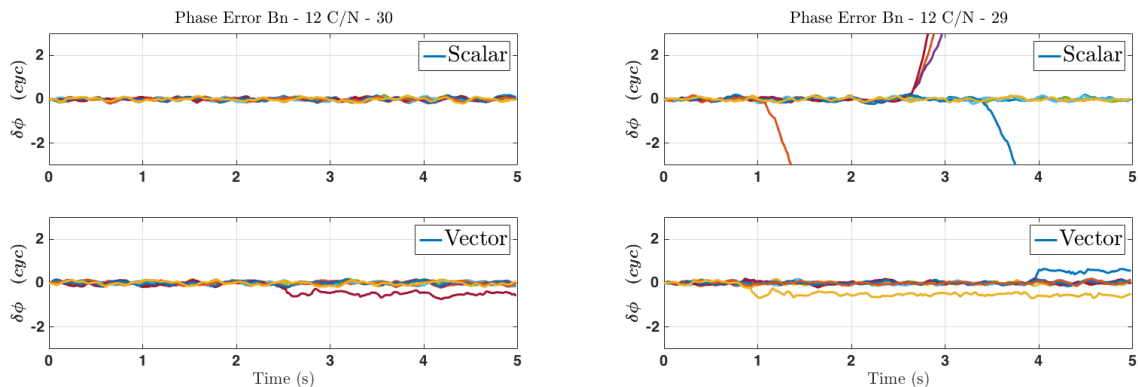 Phase Error Bn - 12 C/N - 30
δϕ (cyc)
2
0
-2
Scalar
0 1 2 3 4 5
δϕ (cyc)
2
0
-2
Vector
0 1 2 3 4 5
Time (s)
Phase Error Bn - 12 C/N - 29
δϕ (cyc)
2
0
-2
Scalar
0 1 2 3 4 5
δϕ (cyc)
2
0
-2
Vector
0 1 2 3 4 5
Time (s)